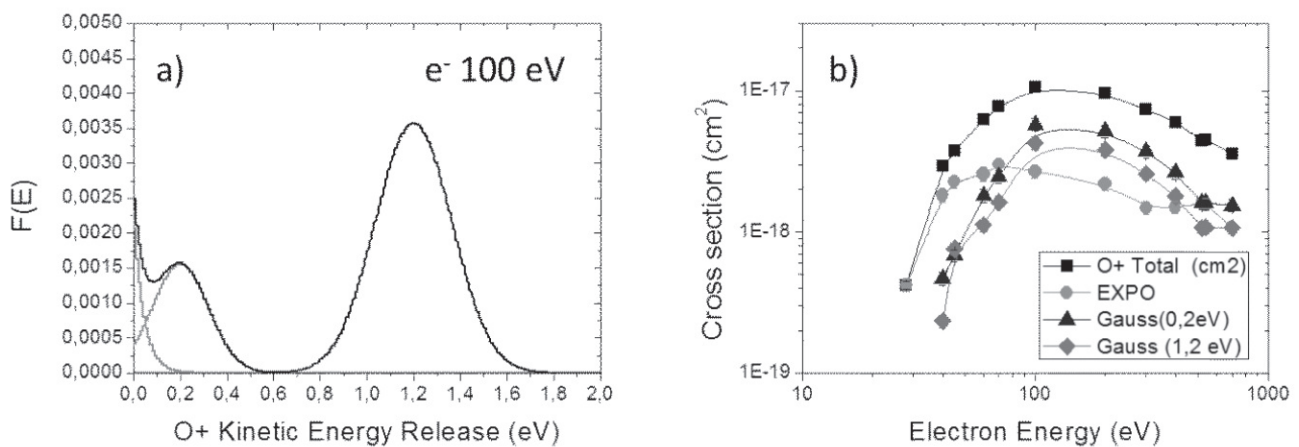 0,0050
0,0045
0,0040
0,0035
0,0030
0,0025
0,0020
0,0015
0,0010
0,0005
0,0000
F(E)
a)
e- 100 eV
0,0 0,2 0,4 0,6 0,8 1,0 1,2 1,4 1,6 1,8 2,0
O+ Kinetic Energy Release (eV)
b)
1E-17
1E-18
1E-19
Cross section (cm²)
O+ Total (cm2)
EXPO
Gauss(0,2eV)
Gauss (1,2 eV)
10 100 1000
Electron Energy (eV)